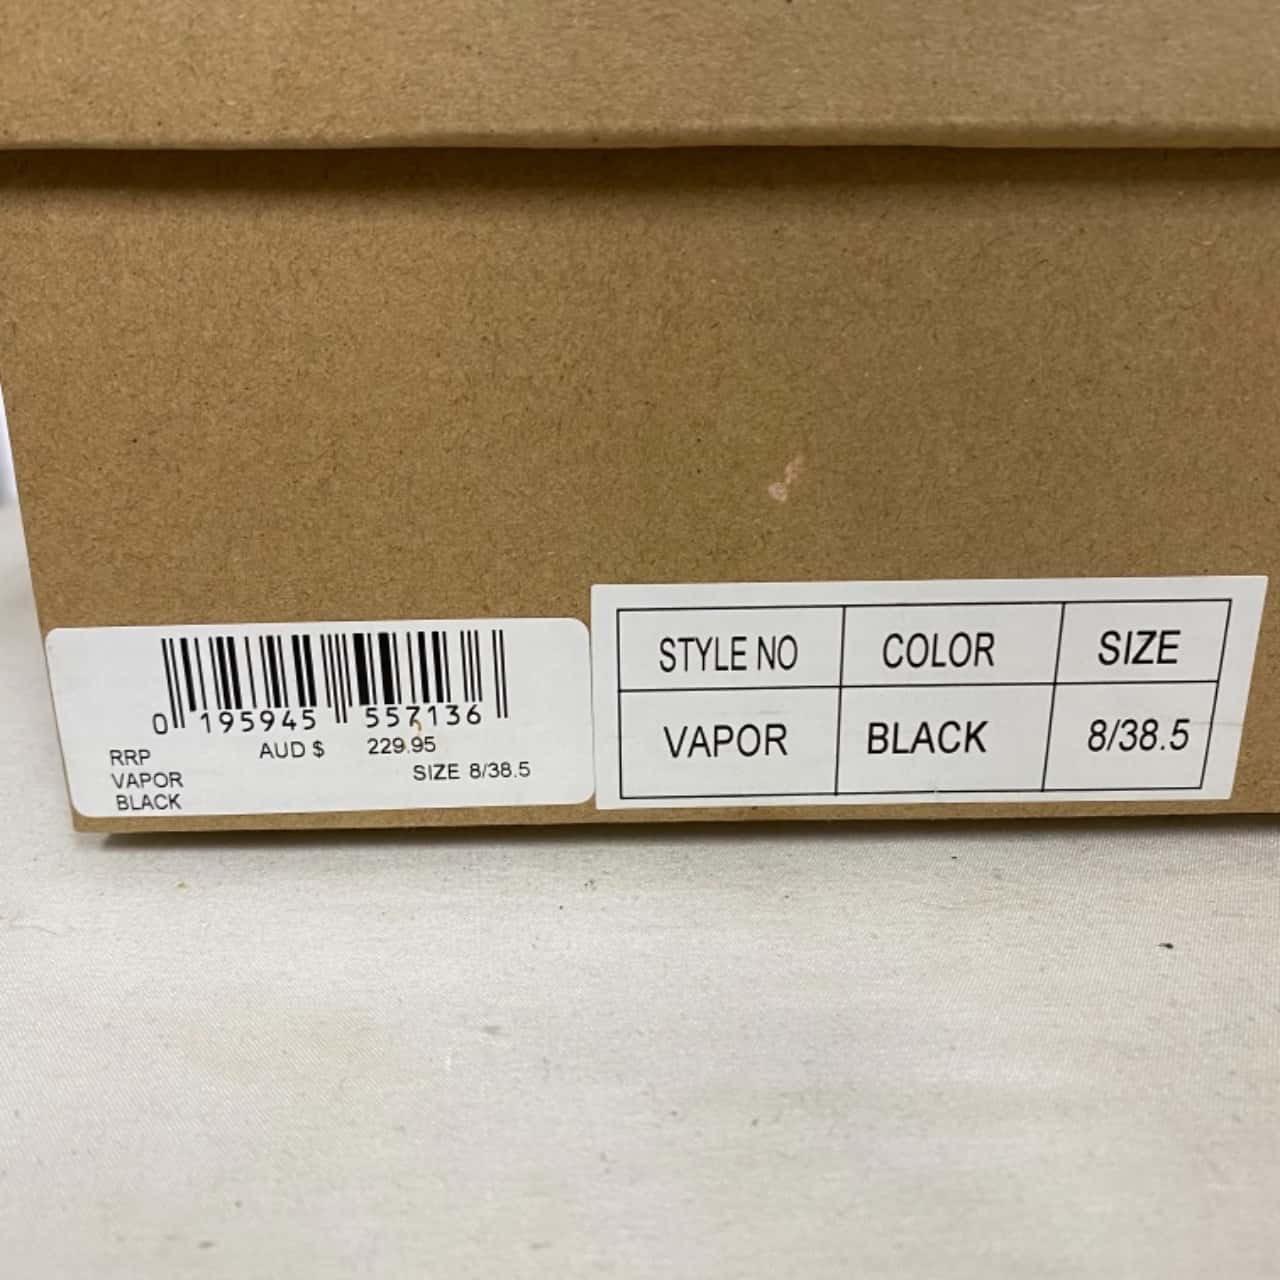 0 195945 557136
RRP AUD $ 229.95
VAPOR SIZE 8/38.5
BLACK
STYLE NO COLOR SIZE
VAPOR BLACK 8/38.5